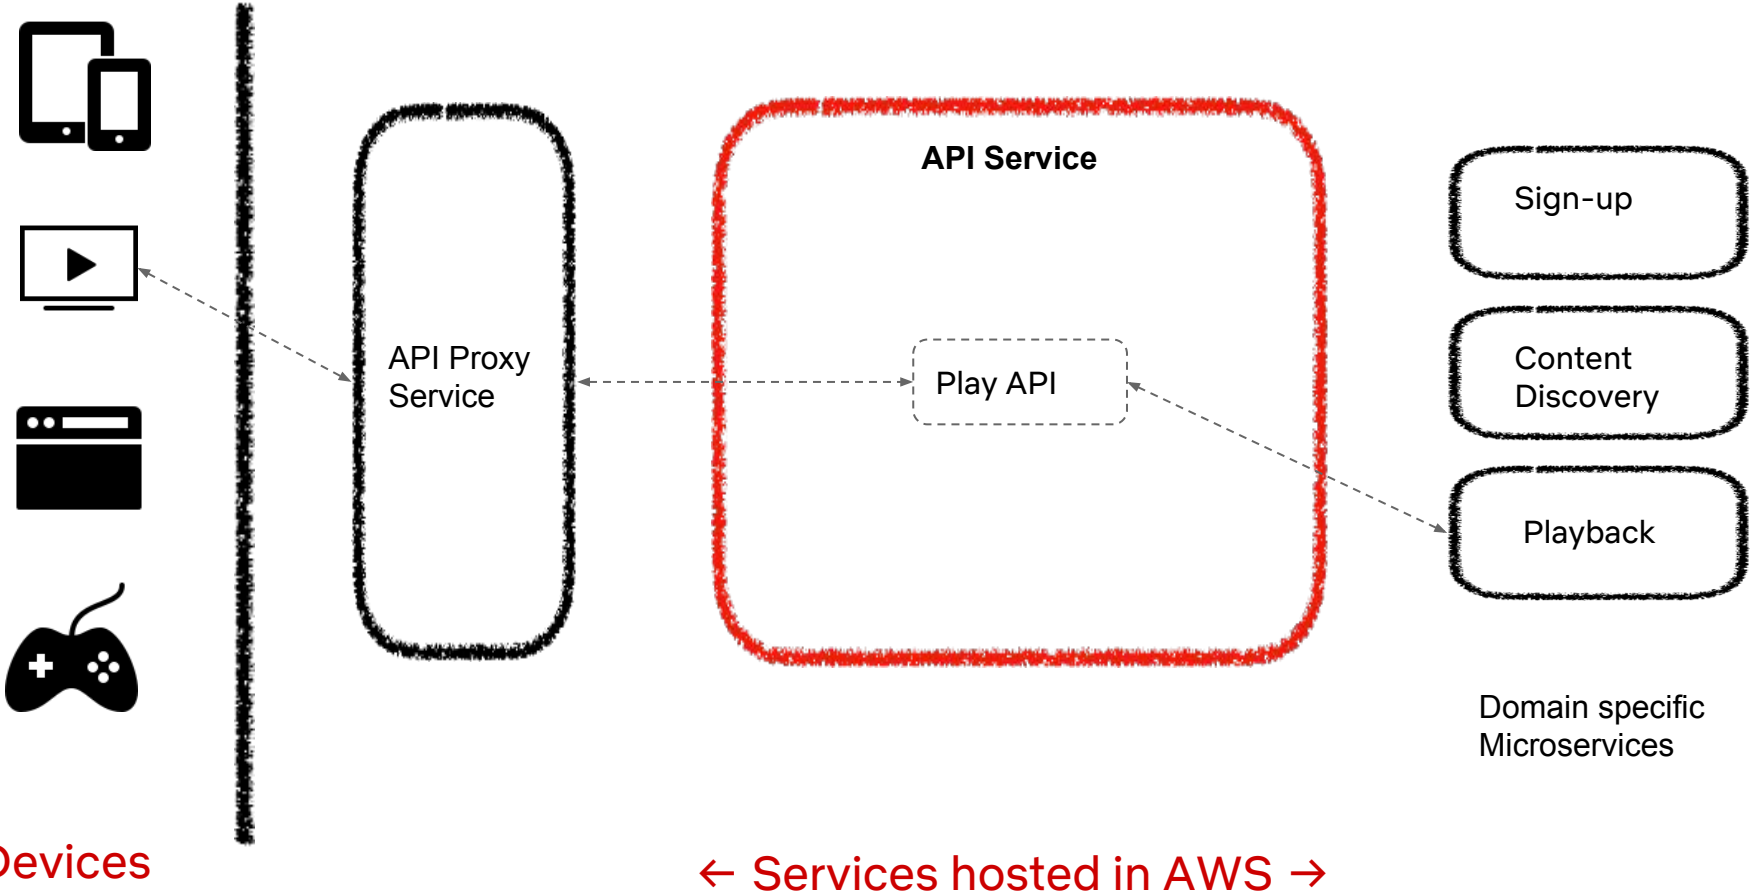 API Service
Sign-up
API Proxy
Service
Play API
Content
Discovery
Playback
Domain specific
Microservices
Devices
← Services hosted in AWS →